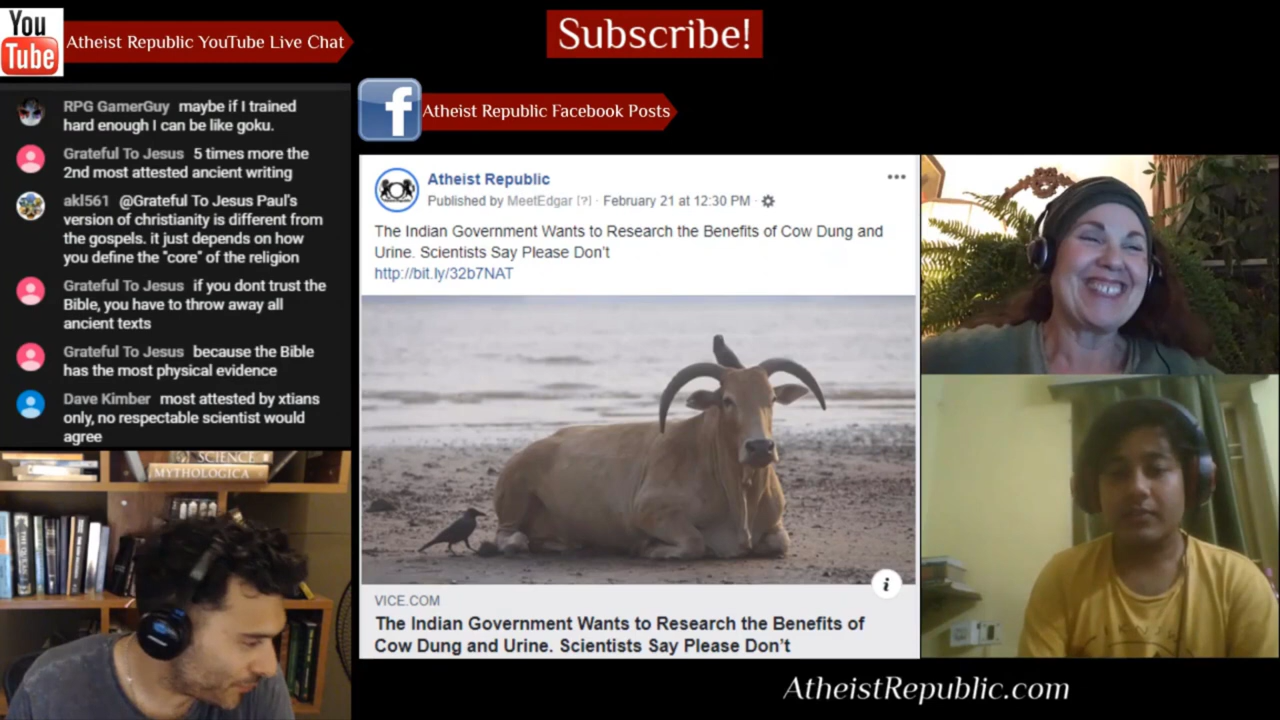 You
Tube
Atheist Republic YouTube Live Chat
Subscribe!
RPG GamerGuy maybe if I trained
hard enough I can be like goku.
Grateful To Jesus 5 times more the
2nd most attested ancient writing
akl561 @Grateful To Jesus Paul's
version of christianity is different from
the gospels. it just depends on how
you define the "core" of the religion
Grateful To Jesus if you dont trust the
Bible, you have to throw away all
ancient texts
Grateful To Jesus because the Bible
has the most physical evidence
Dave Kimber most attested by xtians
only, no respectable scientist would
agree
f
Atheist Republic Facebook Posts
Atheist Republic
Published by MeetEdgar [?] · February 21 at 12:30 PM ·
The Indian Government Wants to Research the Benefits of Cow Dung and
Urine. Scientists Say Please Don't
http://bit.ly/32b7NAT
i
VICE.COM
The Indian Government Wants to Research the Benefits of
Cow Dung and Urine. Scientists Say Please Don't
SCIENCE
MYTHOLOGICA
AtheistRepublic.com